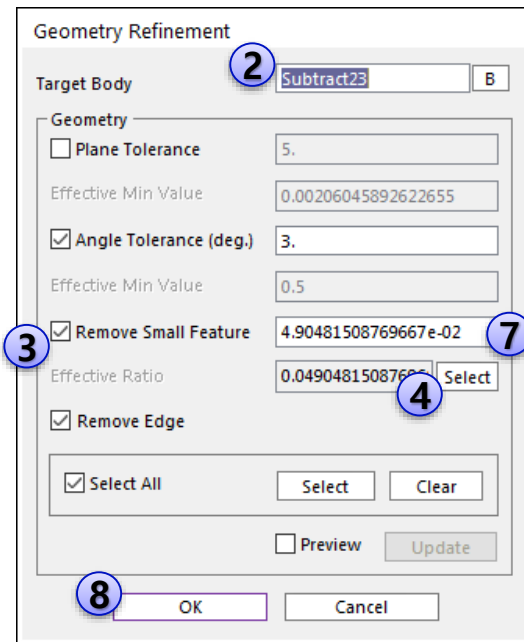 Geometry Refinement
2
Target Body Subtract23 B
Geometry
Plane Tolerance 5.
Effective Min Value 0.00206045892622655
Angle Tolerance (deg.) 3.
Effective Min Value 0.5
3 Remove Small Feature 4.90481508769667e-02 7
Effective Ratio 4 Select
Remove Edge
Select All Select Clear
Preview Update
8 OK Cancel